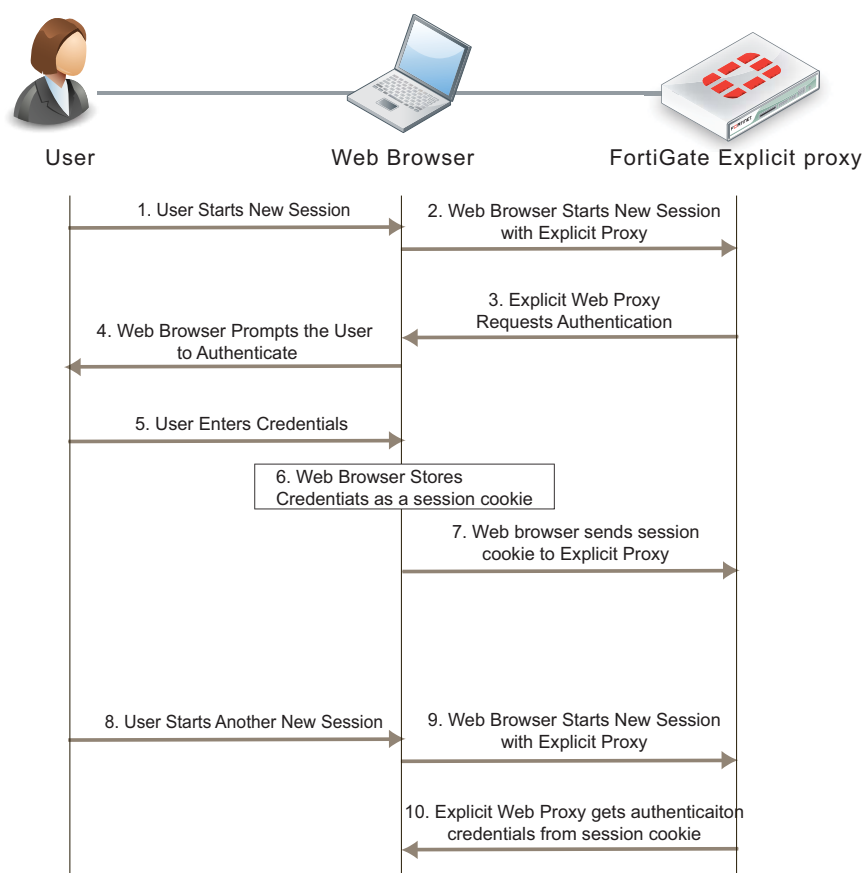 FORTINET
User
Web Browser
FortiGate Explicit proxy
1. User Starts New Session
2. Web Browser Starts New Session
with Explicit Proxy
3. Explicit Web Proxy
Requests Authentication
4. Web Browser Prompts the User
to Authenticate
5. User Enters Credentials
6. Web Browser Stores
Credentiats as a session cookie
7. Web browser sends session
cookie to Explicit Proxy
8. User Starts Another New Session
9. Web Browser Starts New Session
with Explicit Proxy
10. Explicit Web Proxy gets authenticaiton
credentials from session cookie